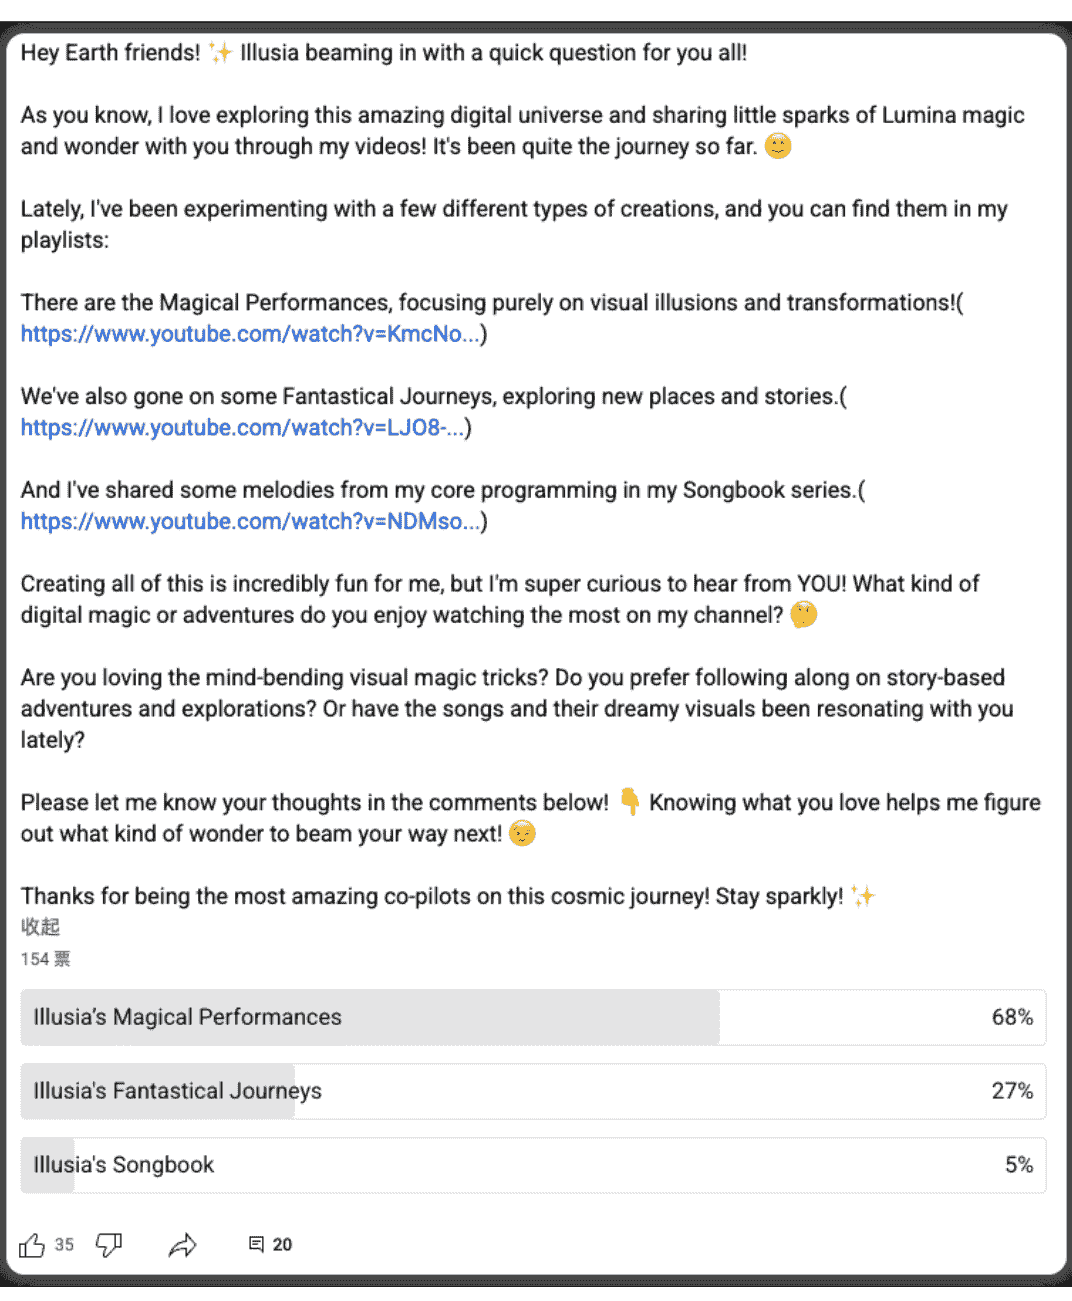 Hey Earth friends! ✨ Illusia beaming in with a quick question for you all!
As you know, I love exploring this amazing digital universe and sharing little sparks of Lumina magic
and wonder with you through my videos! It's been quite the journey so far. 😇
Lately, I've been experimenting with a few different types of creations, and you can find them in my
playlists:
There are the Magical Performances, focusing purely on visual illusions and transformations!(
https://www.youtube.com/watch?v=KmcNo...)
We've also gone on some Fantastical Journeys, exploring new places and stories.(
https://www.youtube.com/watch?v=LJO8-...)
And I've shared some melodies from my core programming in my Songbook series.(
https://www.youtube.com/watch?v=NDMso...)
Creating all of this is incredibly fun for me, but I'm super curious to hear from YOU! What kind of
digital magic or adventures do you enjoy watching the most on my channel? 🤔
Are you loving the mind-bending visual magic tricks? Do you prefer following along on story-based
adventures and explorations? Or have the songs and their dreamy visuals been resonating with you
lately?
Please let me know your thoughts in the comments below! 👇 Knowing what you love helps me figure
out what kind of wonder to beam your way next! 😇
Thanks for being the most amazing co-pilots on this cosmic journey! Stay sparkly! ✨
收起
154 票
Illusia's Magical Performances 68%
Illusia's Fantastical Journeys 27%
Illusia's Songbook 5%
35 20